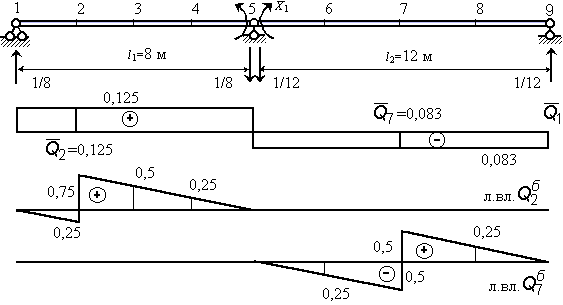 1 2 3 4 5 X₁ 6 7 8 9
l₁=8 м l₂=12 м
1/8 1/8 1/12 1/12
0,125 Q̅₇=0,083 Q̅₁
+ −
Q̅₂=0,125 0,083
0,75 + 0,5 0,25 л.вл. Q₂ᵟ
0,25
0,5 + 0,25
− 0,5 л.вл. Q₇ᵟ
0,25